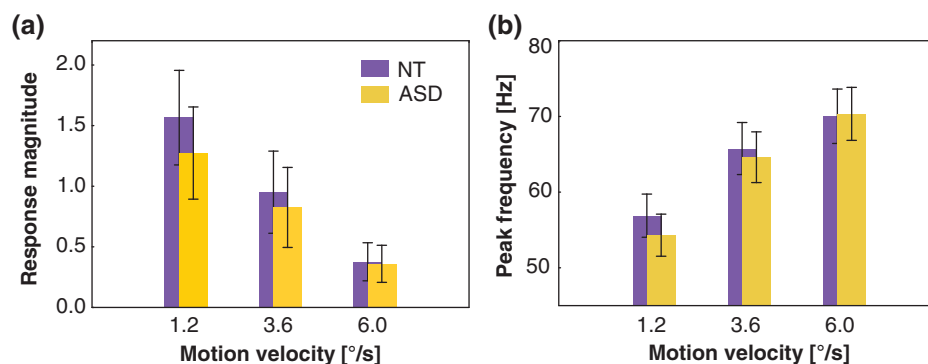 (a)
Response magnitude
2.0
1.5
1.0
0.5
0.0
NT
ASD
1.2 3.6 6.0
Motion velocity [°/s]
(b)
Peak frequency [Hz]
80
70
60
50
1.2 3.6 6.0
Motion velocity [°/s]